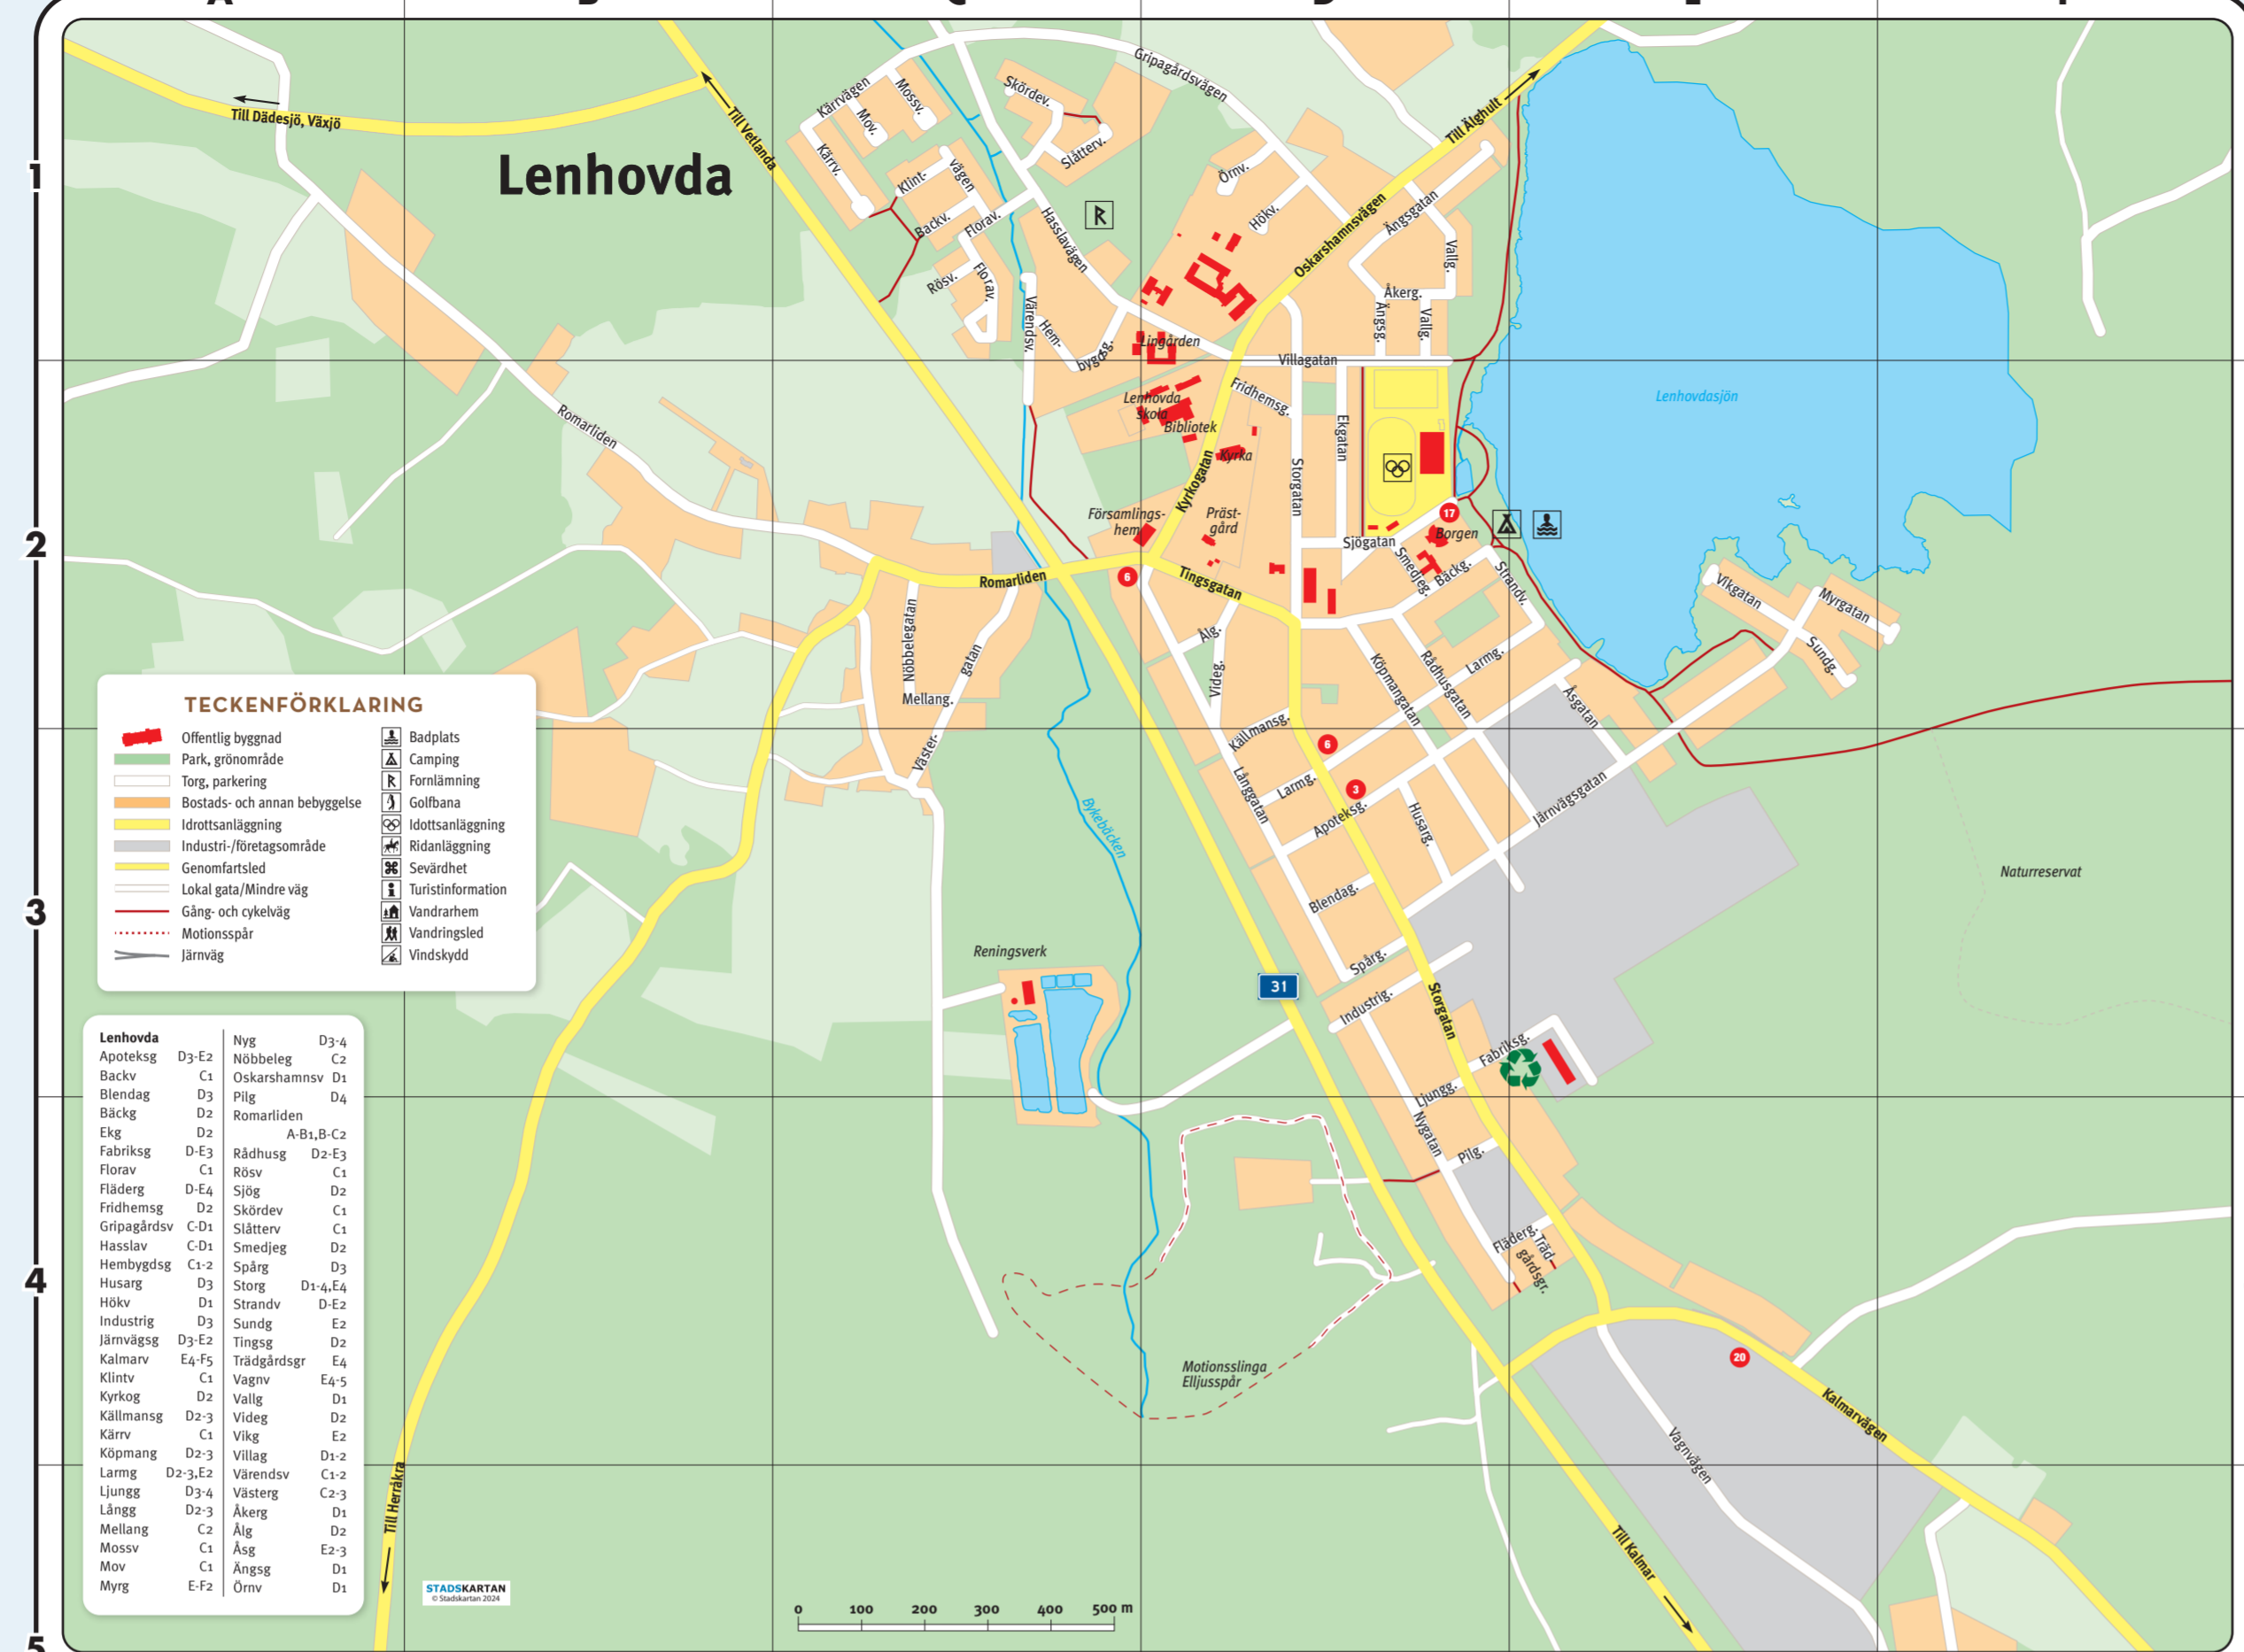 A B C D E F
1
2
3
4
5
Lenhovda
Till Dädesjö, Växjö
Till Vetlanda
Till Älghult
Kärrvägen
Mossv.
Mov.
Kärrv.
Klint-
vägen
Backv.
Florav.
Rösv.
Florav.
Skördev.
Slåtterv.
Gripagårdsvägen
Hasslavägen
Värendsv.
Hem-
bygdsg.
Örnv.
Hökv.
Oskarshamnsvägen
Ängsgatan
Vallg.
Åkerg.
Ängsg.
Vallg.
Lingården
Villagatan
Fridhemsg.
Lenhovda
skola
Bibliotek
Kyrka
Kyrkogatan
Storgatan
Ekgatan
Lenhovdasjön
Romarliden
Församlings-
hem
Präst-
gård
17
Borgen
Sjögatan
Smedjeg.
Bäckg.
Strandv.
Vikgatan
Myrgatan
Sundg.
Romarliden
6
Tingsgatan
Nöbbelegatan
gatan
Mellang.
Väster-
Älg.
Videg.
Köpmangatan
Rådhusgatan
Larmg.
Åsgatan
Källmansg.
6
Långgatan
Larmg.
3
Apoteksg.
Husarg.
Järnvägsgatan
Bykebäcken
Blendag.
Naturreservat
Reningsverk
31
Spårg.
Industrig.
Storgatan
Fabriksg.
Ljungg.
Nygatan
Pilg.
Fläderg.
Träd-
gårdsgr.
Motionsslinga
Elljusspår
20
Kalmarvägen
Vagnvägen
Till Kalmar
Till Herråkra
TECKENFÖRKLARING
Offentlig byggnad
Park, grönområde
Torg, parkering
Bostads- och annan bebyggelse
Idrottsanläggning
Industri-/företagsområde
Genomfartsled
Lokal gata/Mindre väg
Gång- och cykelväg
Motionsspår
Järnväg
Badplats
Camping
Fornlämning
Golfbana
Idottsanläggning
Ridanläggning
Sevärdhet
Turistinformation
Vandrarhem
Vandringsled
Vindskydd
Lenhovda
Apoteksg D3-E2
Backv C1
Blendag D3
Bäckg D2
Ekg D2
Fabriksg D-E3
Florav C1
Fläderg D-E4
Fridhemsg D2
Gripagårdsv C-D1
Hasslav C-D1
Hembygdsg C1-2
Husarg D3
Hökv D1
Industrig D3
Järnvägsg D3-E2
Kalmarv E4-F5
Klintv C1
Kyrkog D2
Källmansg D2-3
Kärrv C1
Köpmang D2-3
Larmg D2-3,E2
Ljungg D3-4
Långg D2-3
Mellang C2
Mossv C1
Mov C1
Myrg E-F2
Nyg D3-4
Nöbbeleg C2
Oskarshamnsv D1
Pilg D4
Romarliden
A-B1,B-C2
Rådhusg D2-E3
Rösv C1
Sjög D2
Skördev C1
Slåtterv C1
Smedjeg D2
Spårg D3
Storg D1-4,E4
Strandv D-E2
Sundg E2
Tingsg D2
Trädgårdsgr E4
Vagnv E4-5
Vallg D1
Videg D2
Vikg E2
Villag D1-2
Värendsv C1-2
Västerg C2-3
Åkerg D1
Älg D2
Åsg E2-3
Ängsg D1
Örnv D1
STADSKARTAN
© Stadskartan 2024
0 100 200 300 400 500 m